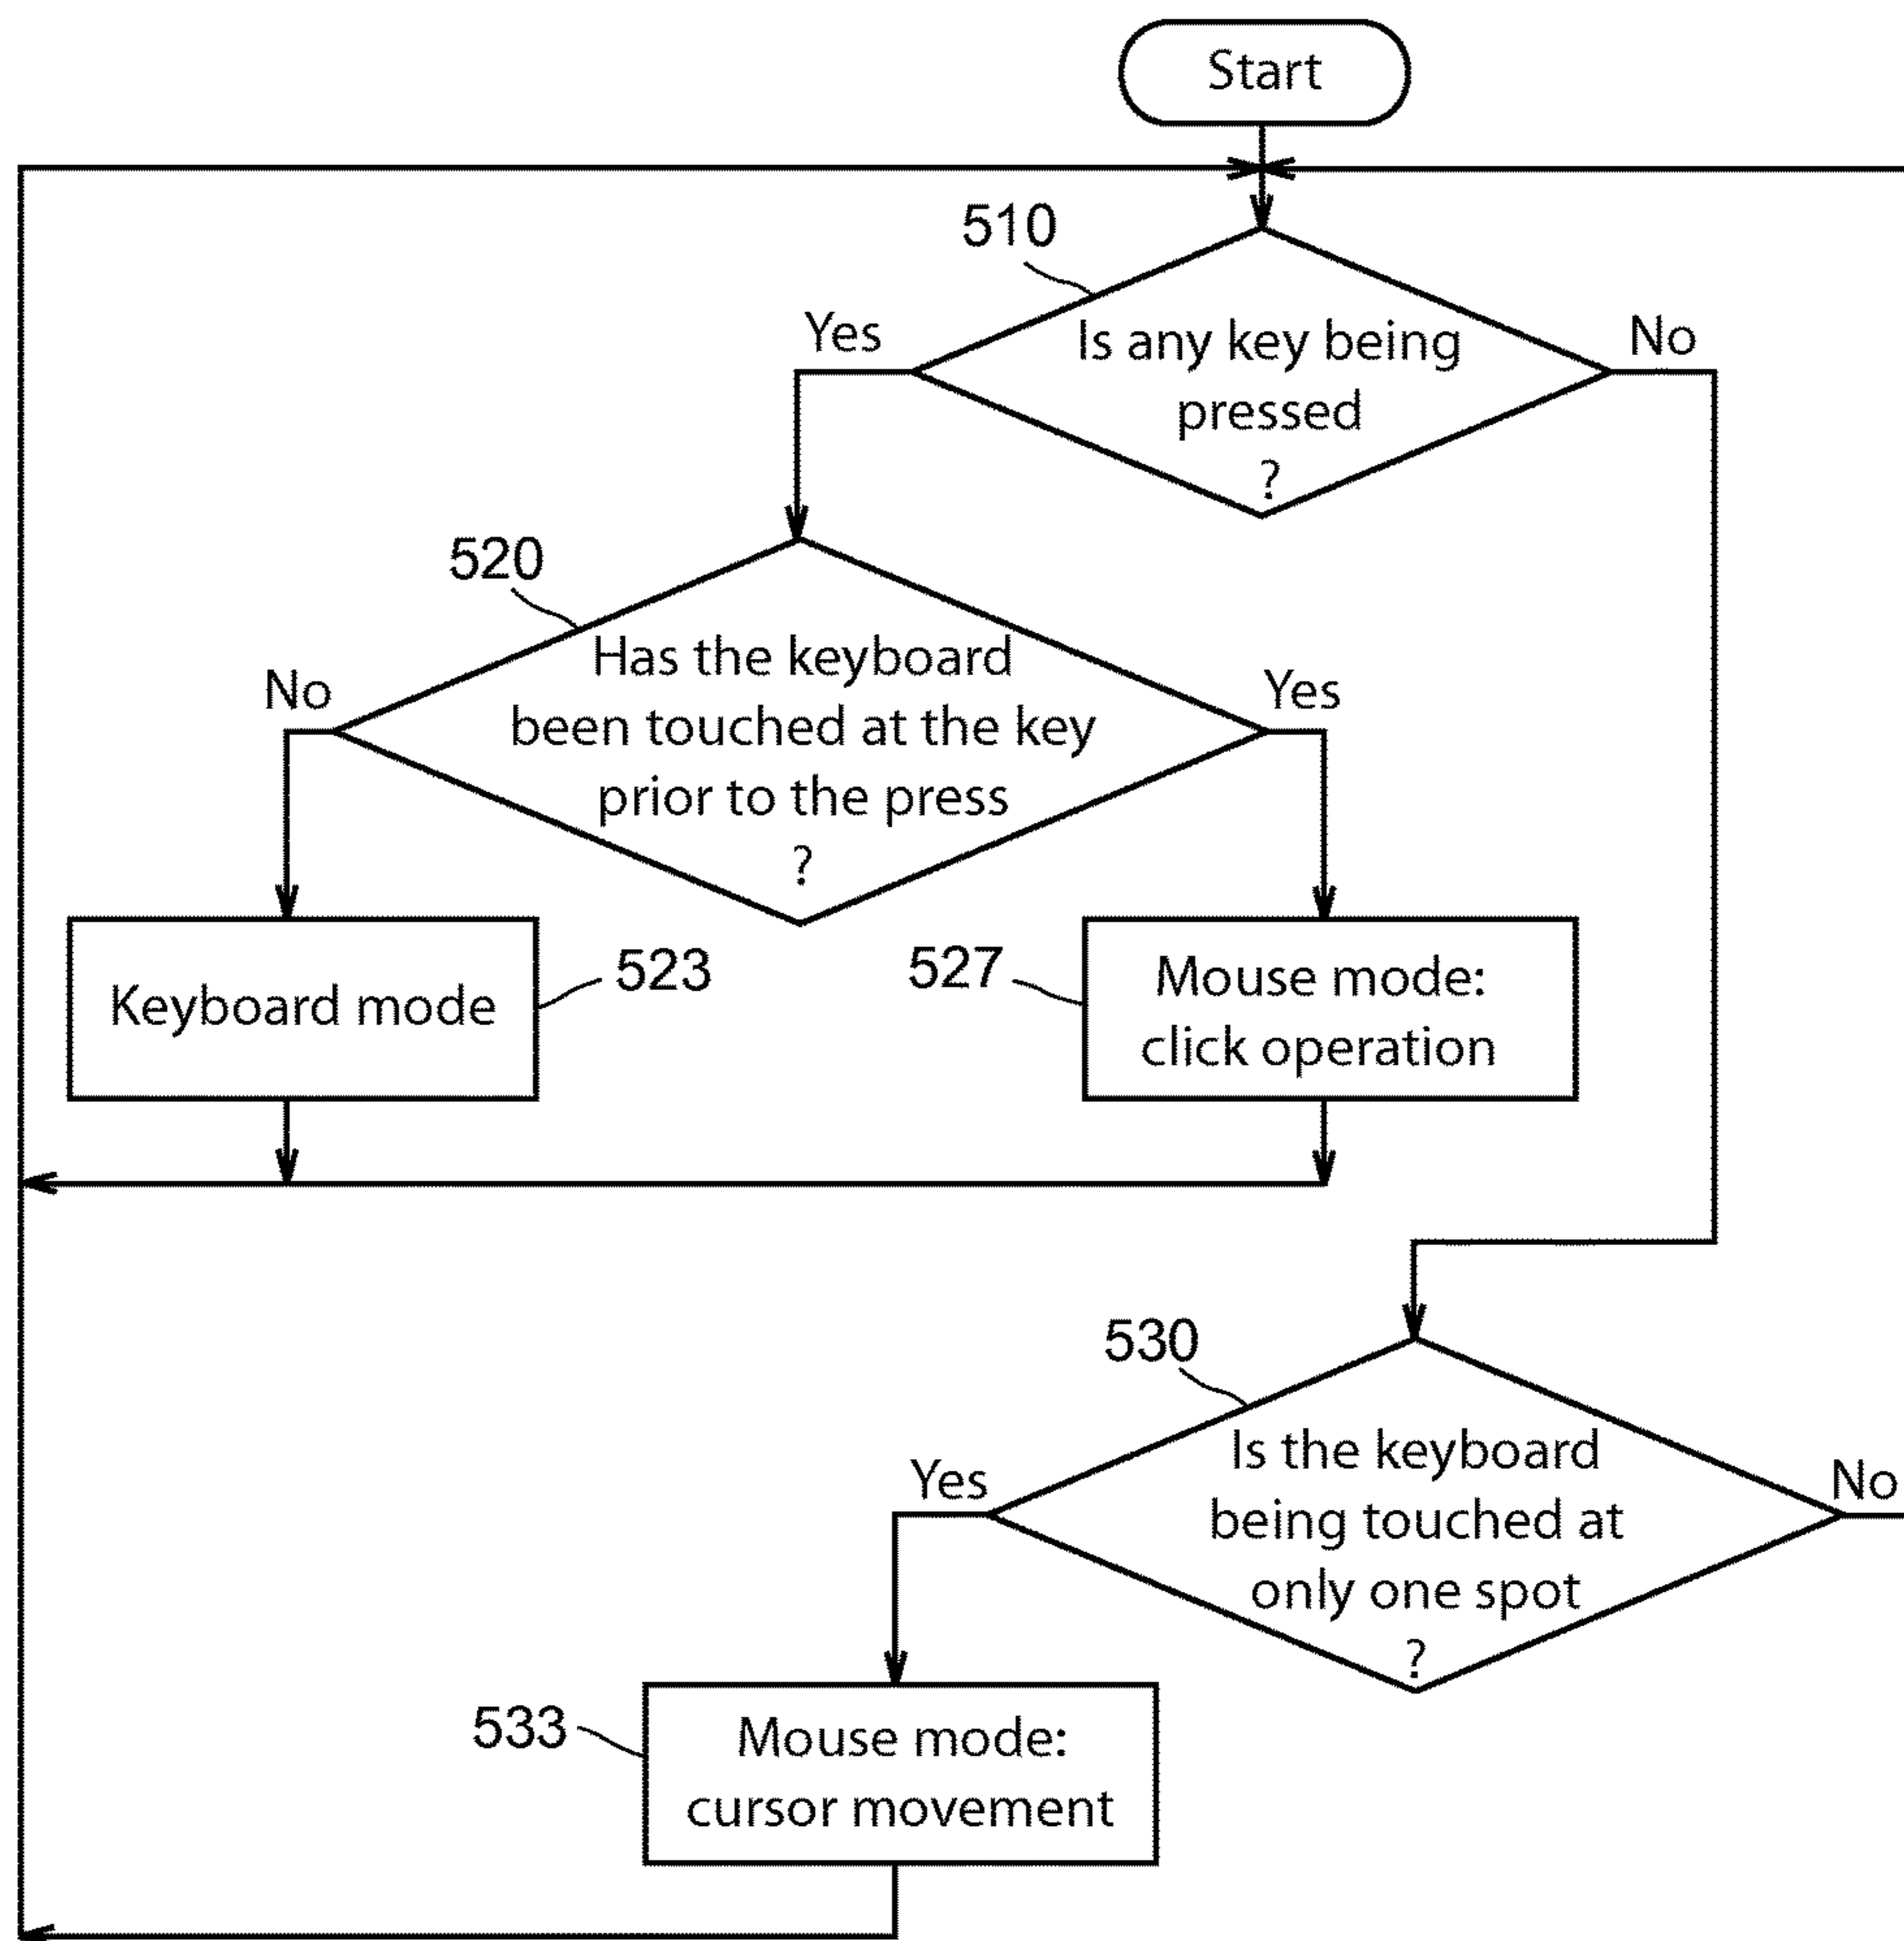 Start
510
Yes
Is any key being
pressed
?
No
520
No
Has the keyboard
been touched at the key
prior to the press
?
Yes
Keyboard mode
523
527
Mouse mode:
click operation
530
Yes
Is the keyboard
being touched at
only one spot
?
No
533
Mouse mode:
cursor movement